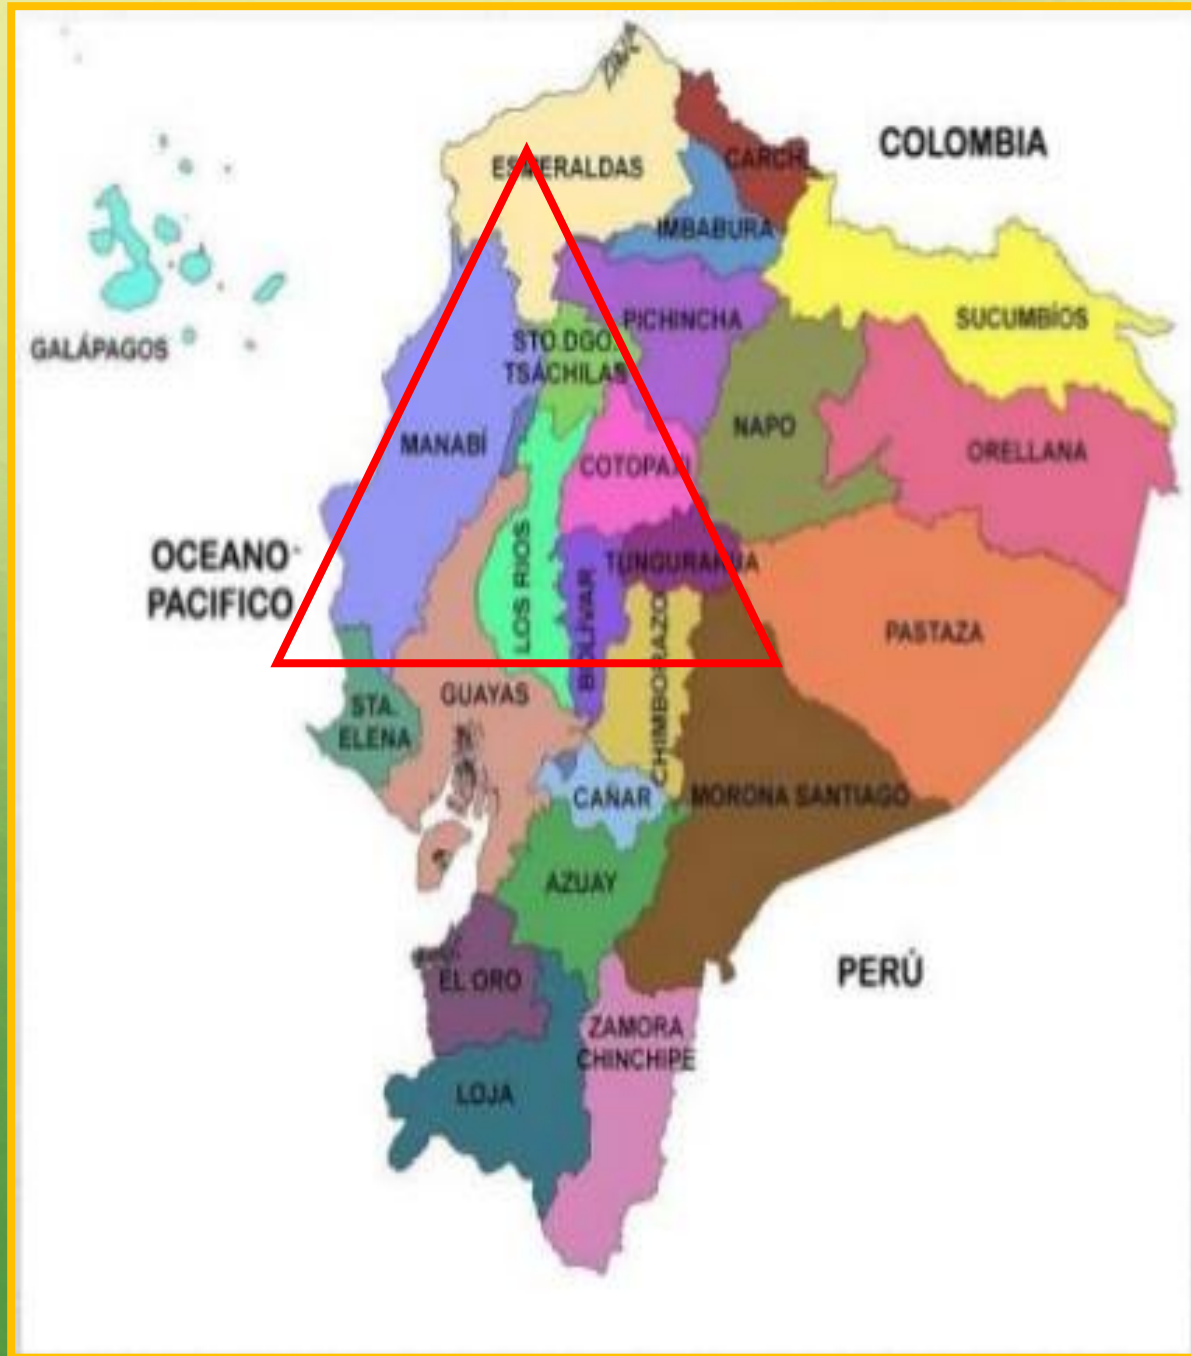 COLOMBIA
ESMERALDAS
CARCHI
IMBABURA
GALÁPAGOS
PICHINCHA
SUCUMBÍOS
STO.DGO.
TSÁCHILAS
MANABÍ
NAPO
ORELLANA
COTOPAXI
OCEANO
PACIFICO
TUNGURAHUA
LOS RIOS
BOLIVAR
CHIMBORAZO
PASTAZA
GUAYAS
STA.
ELENA
CAÑAR
MORONA SANTIAGO
AZUAY
PERÚ
EL ORO
ZAMORA
CHINCHIPE
LOJA